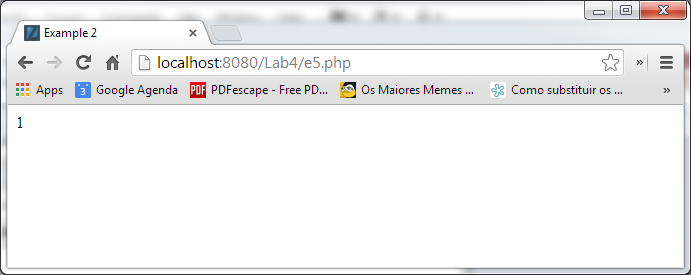 Example 2
localhost:8080/Lab4/e5.php
Apps 3 Google Agenda PDF PDFescape - Free PD... Os Maiores Memes ... Como substituir os ... »
1